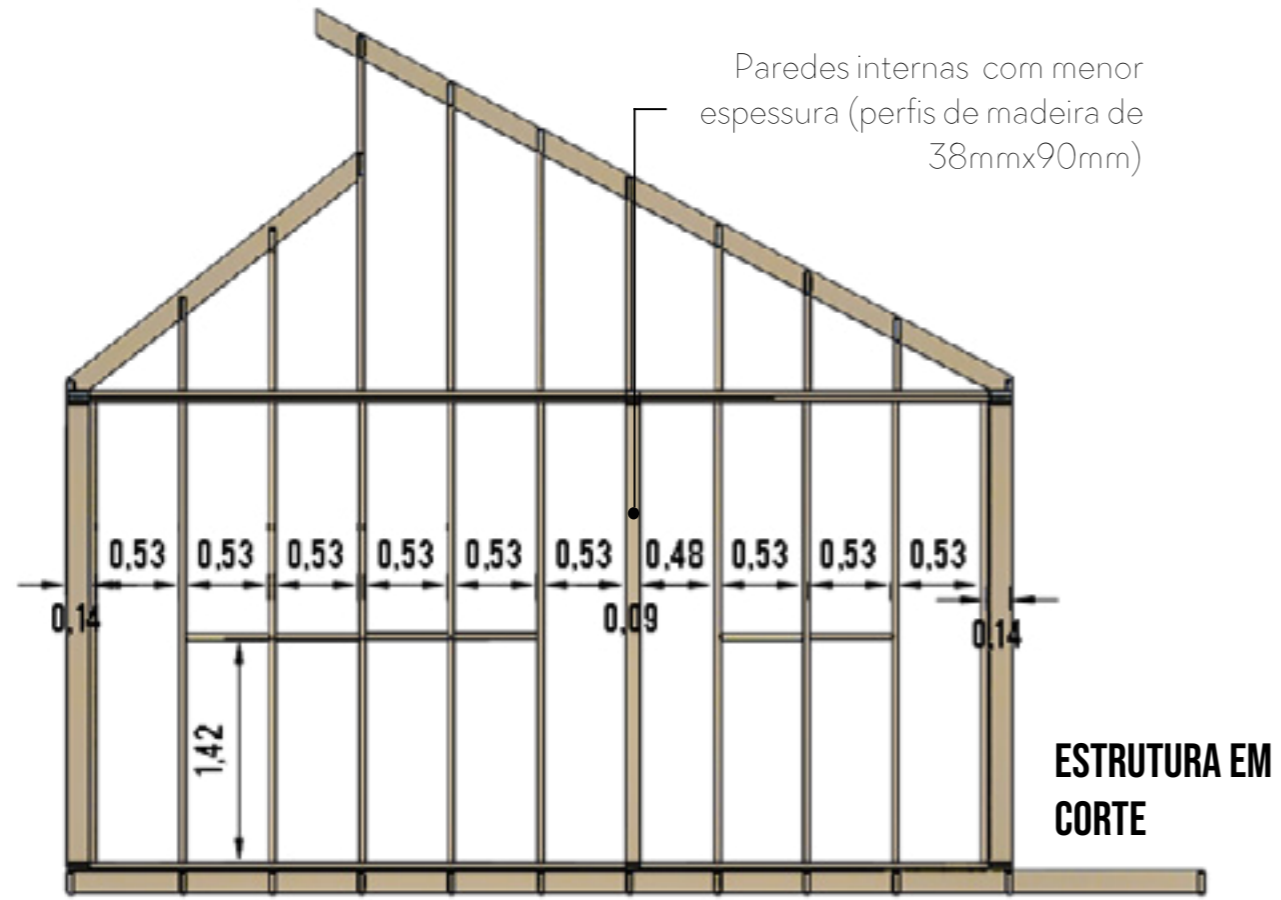 Paredes internas com menor
espessura (perfis de madeira de
38mmx90mm)
0,53 0,53 0,53 0,53 0,53 0,53 0,48 0,53 0,53 0,53
0,14 0,09 0,14
1,42
ESTRUTURA EM
CORTE